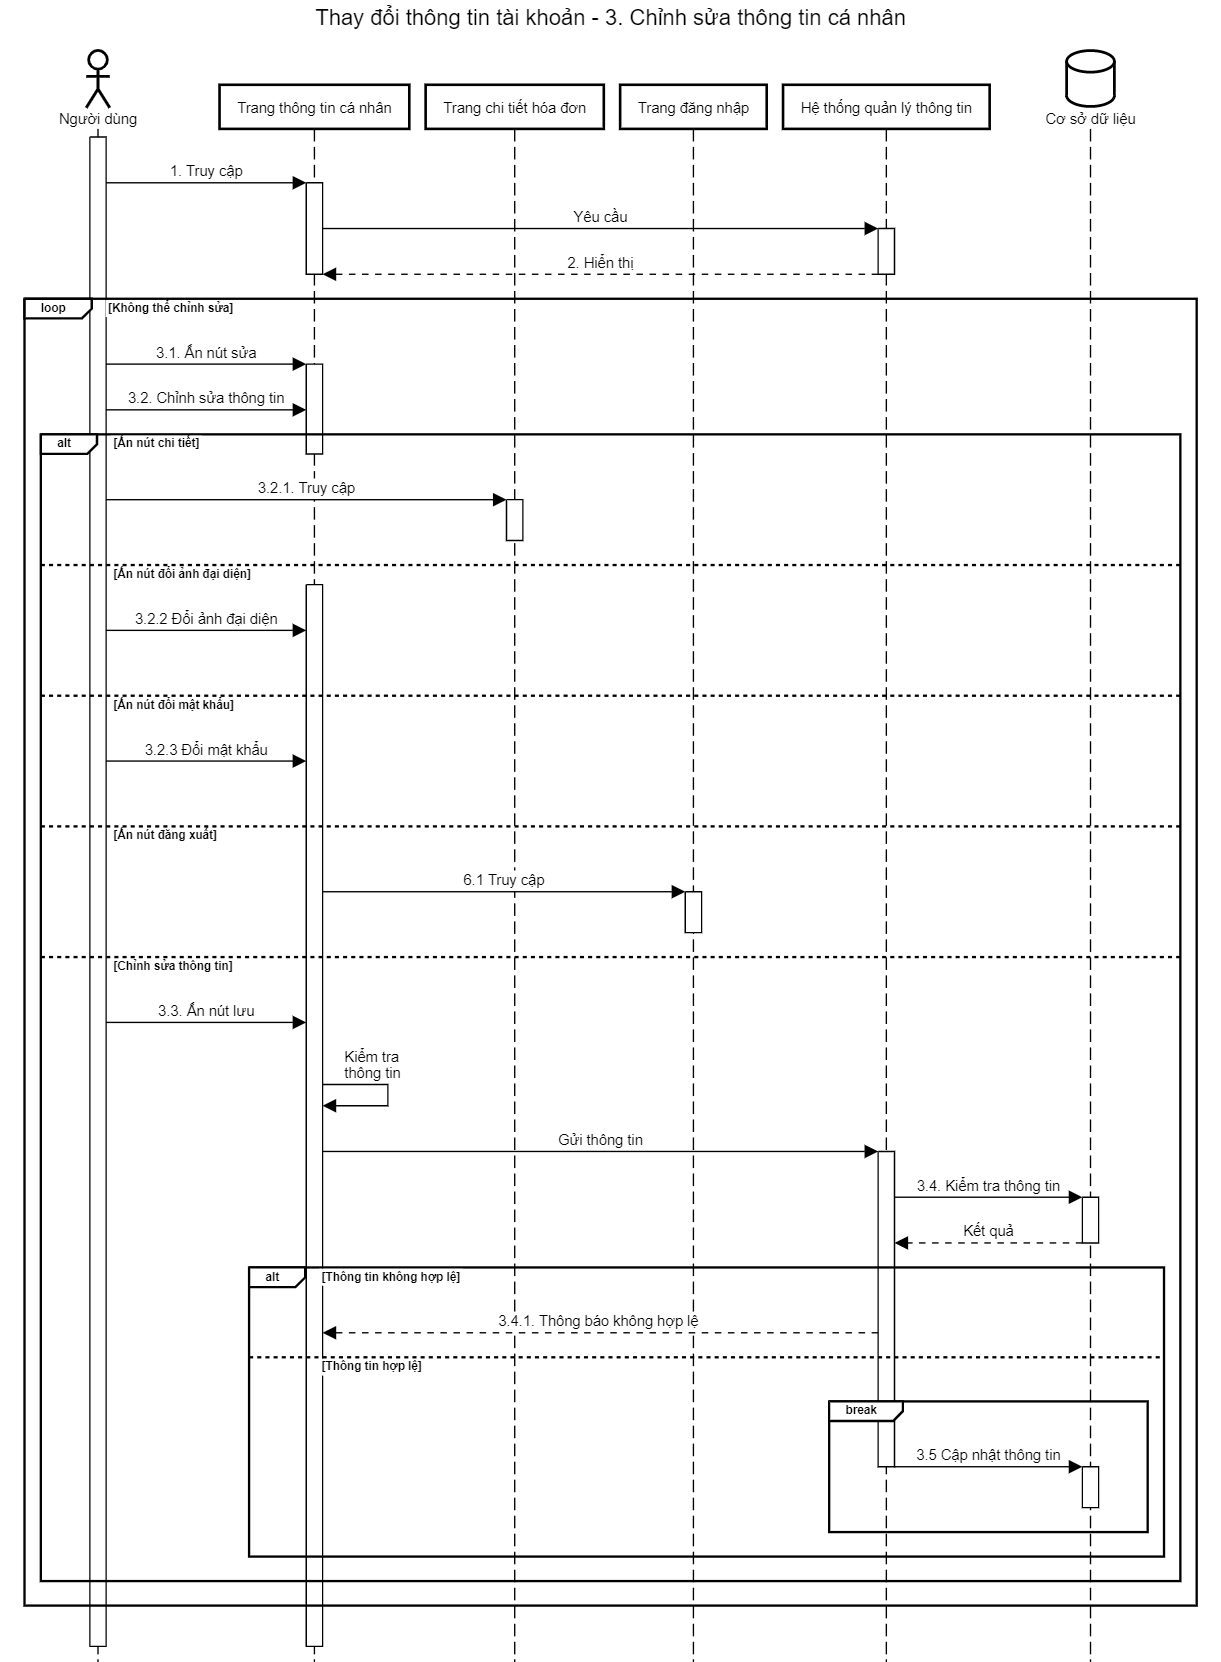 Thay đổi thông tin tài khoản - 3. Chỉnh sửa thông tin cá nhân
Người dùng
Trang thông tin cá nhân
Trang chi tiết hóa đơn
Trang đăng nhập
Hệ thống quản lý thông tin
Cơ sở dữ liệu
1. Truy cập
Yêu cầu
2. Hiển thị
loop
[Không thể chỉnh sửa]
3.1. Ấn nút sửa
3.2. Chỉnh sửa thông tin
alt
[Ấn nút chi tiết]
3.2.1. Truy cập
[Ấn nút đổi ảnh đại diện]
3.2.2 Đổi ảnh đại diện
[Ấn nút đổi mật khẩu]
3.2.3 Đổi mật khẩu
[Ấn nút đăng xuất]
6.1 Truy cập
[Chỉnh sửa thông tin]
3.3. Ấn nút lưu
Kiểm tra
thông tin
Gửi thông tin
3.4. Kiểm tra thông tin
Kết quả
alt
[Thông tin không hợp lệ]
3.4.1. Thông báo không hợp lệ
[Thông tin hợp lệ]
break
3.5 Cập nhật thông tin